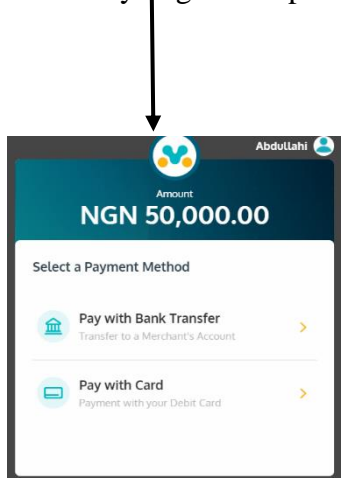 Abdullahi
Amount
NGN 50,000.00
Select a Payment Method
Pay with Bank Transfer
Transfer to a Merchant's Account
Pay with Card
Payment with your Debit Card